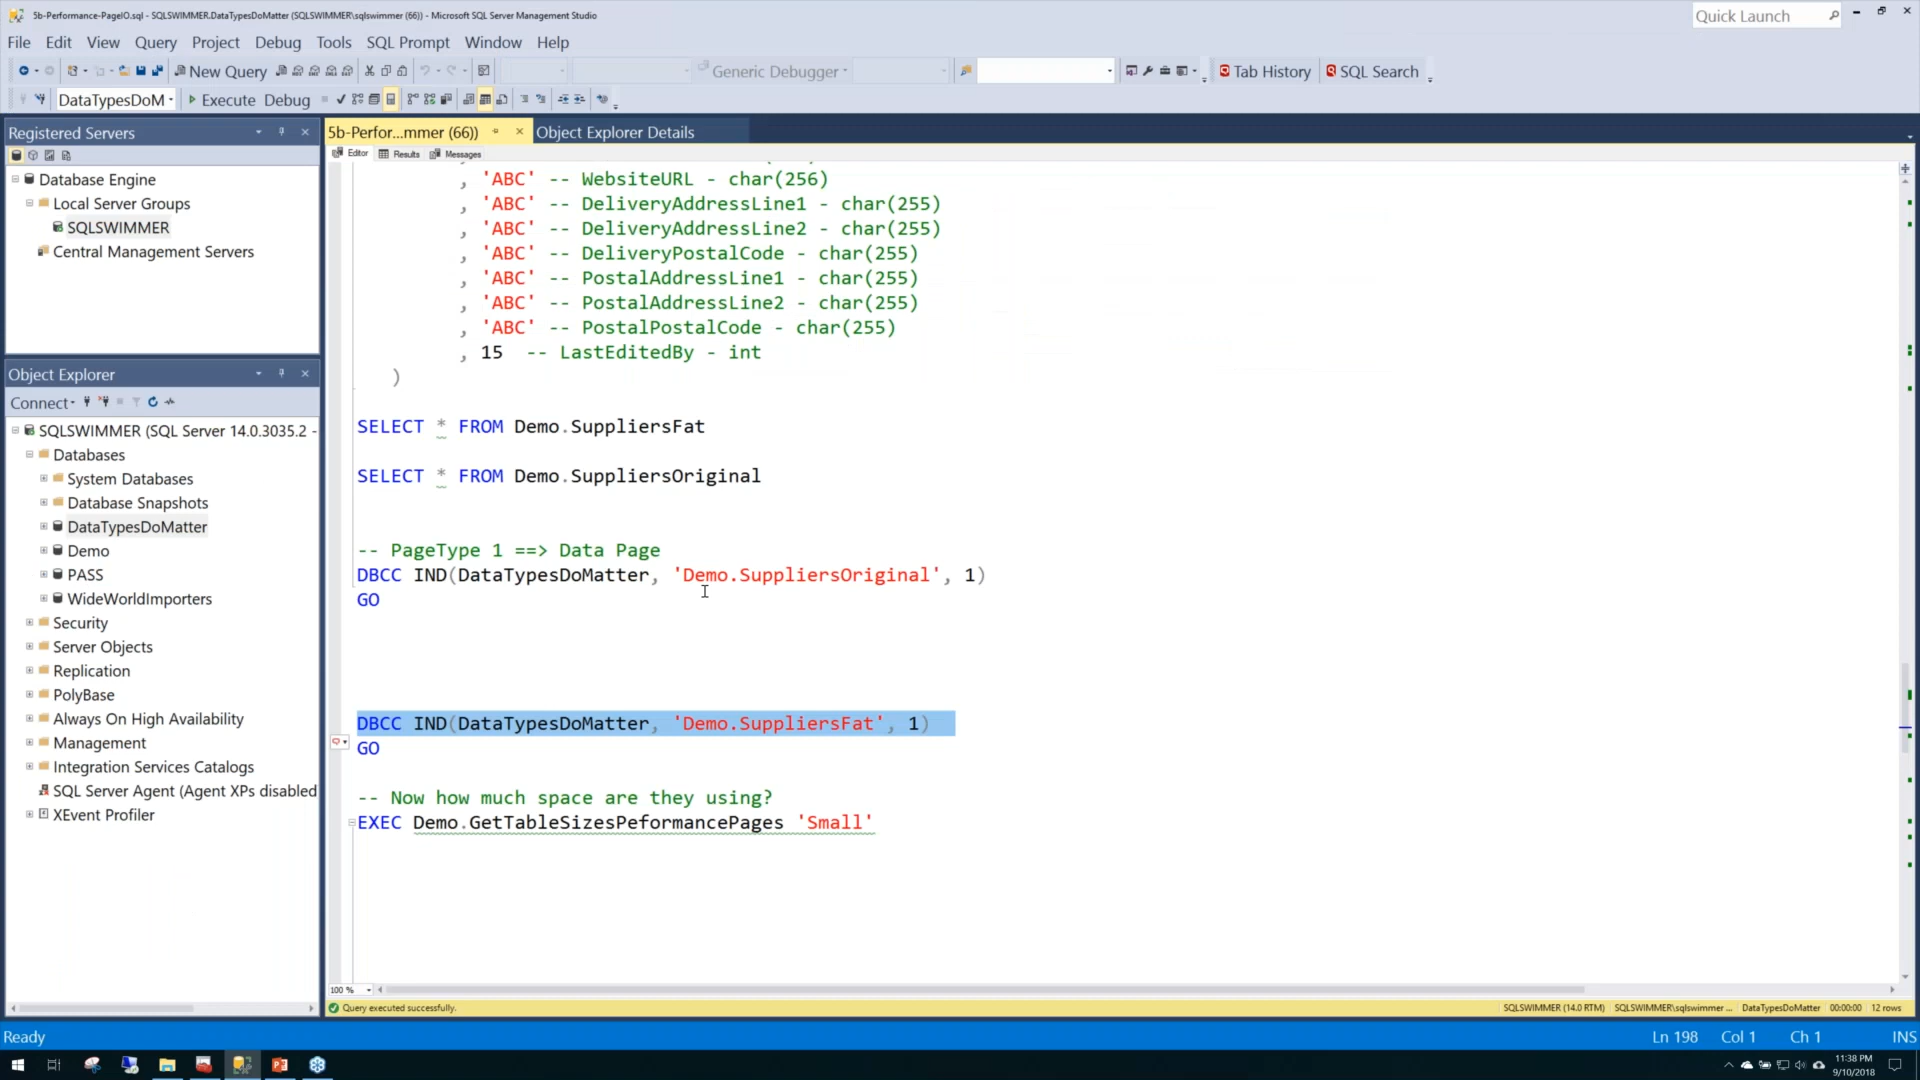 5b-Performance-PageIO.sql - SQLSWIMMER.DataTypesDoMatter (SQLSWIMMER\sqlswimmer (66)) - Microsoft SQL Server Management Studio
Quick Launch
File Edit View Query Project Debug Tools SQL Prompt Window Help
New Query
Generic Debugger
Tab History
SQL Search
DataTypesDoM
Execute Debug
Registered Servers
Database Engine
Local Server Groups
SQLSWIMMER
Central Management Servers
Object Explorer
Connect
SQLSWIMMER (SQL Server 14.0.3035.2 -
Databases
System Databases
Database Snapshots
DataTypesDoMatter
Demo
PASS
WideWorldImporters
Security
Server Objects
Replication
PolyBase
Always On High Availability
Management
Integration Services Catalogs
SQL Server Agent (Agent XPs disabled
XEvent Profiler
5b-Perfor...mmer (66))
Object Explorer Details
Editor Results Messages
, 'ABC' -- WebsiteURL - char(256)
, 'ABC' -- DeliveryAddressLine1 - char(255)
, 'ABC' -- DeliveryAddressLine2 - char(255)
, 'ABC' -- DeliveryPostalCode - char(255)
, 'ABC' -- PostalAddressLine1 - char(255)
, 'ABC' -- PostalAddressLine2 - char(255)
, 'ABC' -- PostalPostalCode - char(255)
, 15 -- LastEditedBy - int
)
SELECT * FROM Demo.SuppliersFat
SELECT * FROM Demo.SuppliersOriginal
-- PageType 1 ==> Data Page
DBCC IND(DataTypesDoMatter, 'Demo.SuppliersOriginal', 1)
GO
DBCC IND(DataTypesDoMatter, 'Demo.SuppliersFat', 1)
GO
-- Now how much space are they using?
EXEC Demo.GetTableSizesPeformancePages 'Small'
100 %
Query executed successfully.
SQLSWIMMER (14.0 RTM) SQLSWIMMER\sqlswimmer ... DataTypesDoMatter 00:00:00 12 rows
Ready
Ln 198 Col 1 Ch 1 INS
11:38 PM
9/10/2018